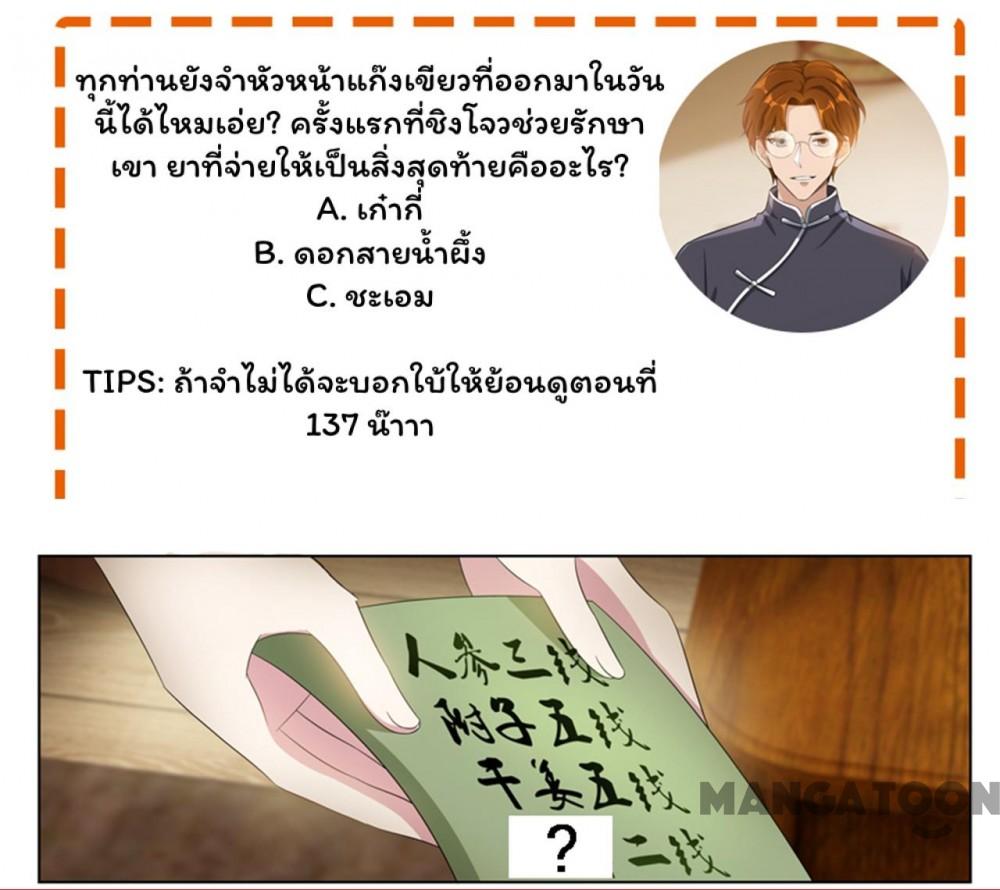 ทุกท่านยังจำหัวหน้าแก๊งเขียวที่ออกมาในวัน
นี้ได้ไหมเอ่ย? ครั้งแรกที่ชิงโจวช่วยรักษา
เขา ยาที่จ่ายให้เป็นสิ่งสุดท้ายคืออะไร?
A. เก๋ากี่
B. ดอกสายน้ำผึ้ง
C. ชะเอม
TIPS: ถ้าจำไม่ได้จะบอกใบ้ให้ย้อนดูตอนที่
137 น๊าาา
人参三钱
附子五钱
干姜五钱
? 二钱
MANGATOON